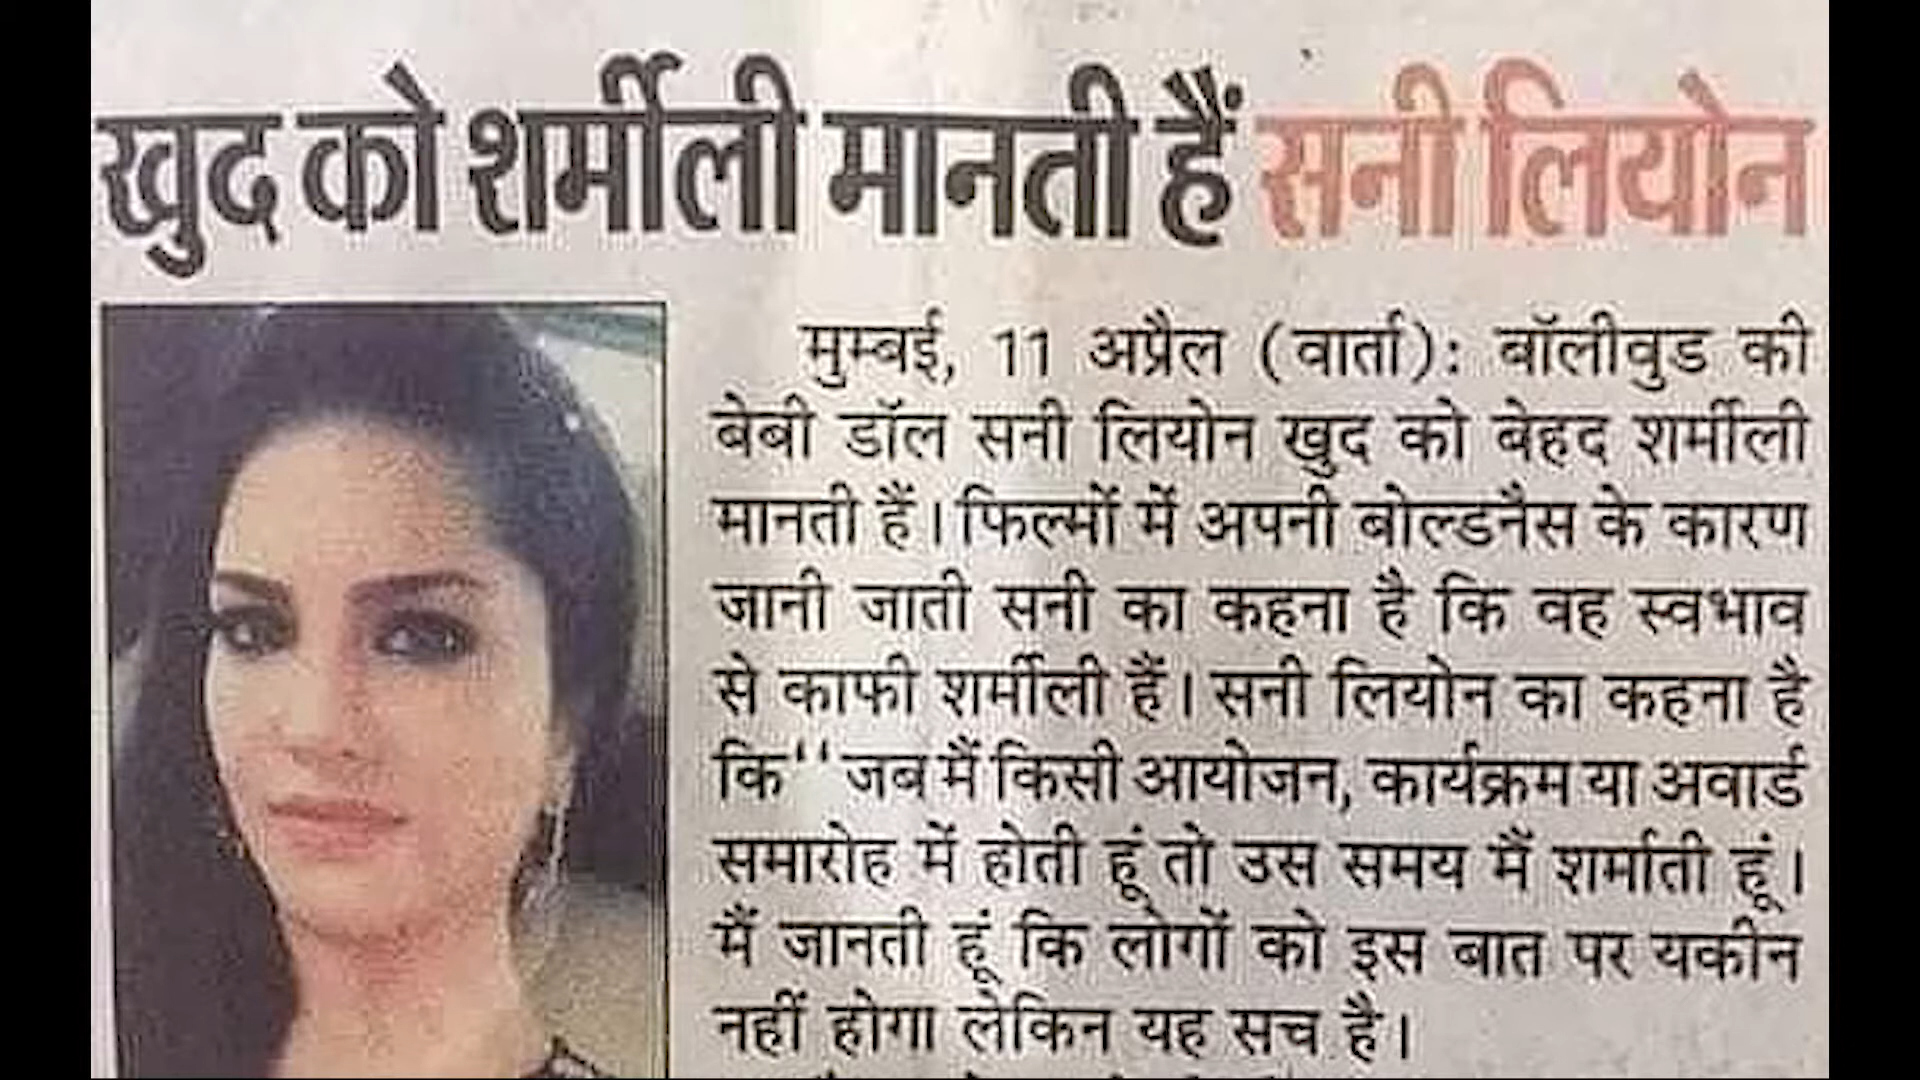 खुद को शर्मीली मानती हैं सनी लियोन
मुम्बई, 11 अप्रैल (वार्ता): बॉलीवुड की
बेबी डॉल सनी लियोन खुद को बेहद शर्मीली
मानती हैं। फिल्मों में अपनी बोल्डनैस के कारण
जानी जाती सनी का कहना है कि वह स्वभाव
से काफी शर्मीली हैं। सनी लियोन का कहना है
कि ‘‘जब मैं किसी आयोजन, कार्यक्रम या अवार्ड
समारोह में होती हूं तो उस समय मैं शर्माती हूं।
मैं जानती हूं कि लोगों को इस बात पर यकीन
नहीं होगा लेकिन यह सच है।